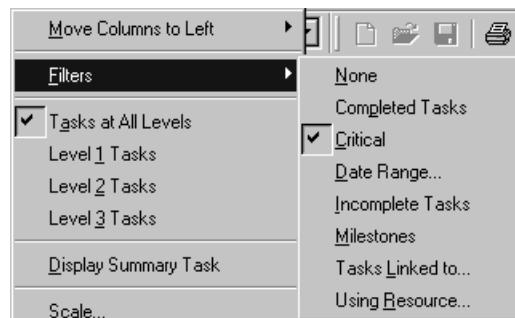 Move Columns to Left
Filters
Tasks at All Levels
Level 1 Tasks
Level 2 Tasks
Level 3 Tasks
Display Summary Task
Scale...
None
Completed Tasks
Critical
Date Range...
Incomplete Tasks
Milestones
Tasks Linked to...
Using Resource...